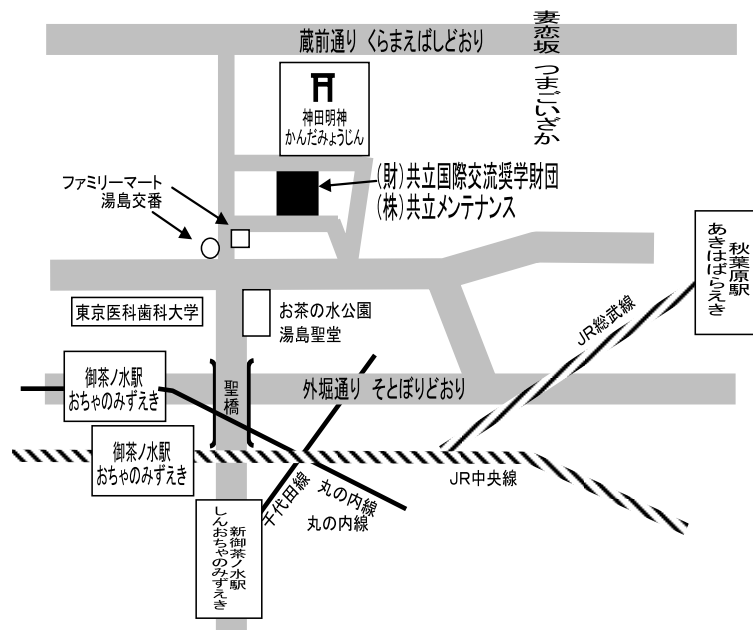 蔵前通り くらまえばしどおり
妻恋坂 つまごいざか
神田明神
かんだみょうじん
(財)共立国際交流奨学財団
(株)共立メンテナンス
ファミリーマート
湯島交番
秋葉原駅
あきはばらえき
東京医科歯科大学
お茶の水公園
湯島聖堂
JR総武線
御茶ノ水駅
おちゃのみずえき
聖橋
外堀通り そとぼりどおり
御茶ノ水駅
おちゃのみずえき
JR中央線
千代田線
丸の内線
丸の内線
新御茶ノ水駅
しんおちゃのみずえき